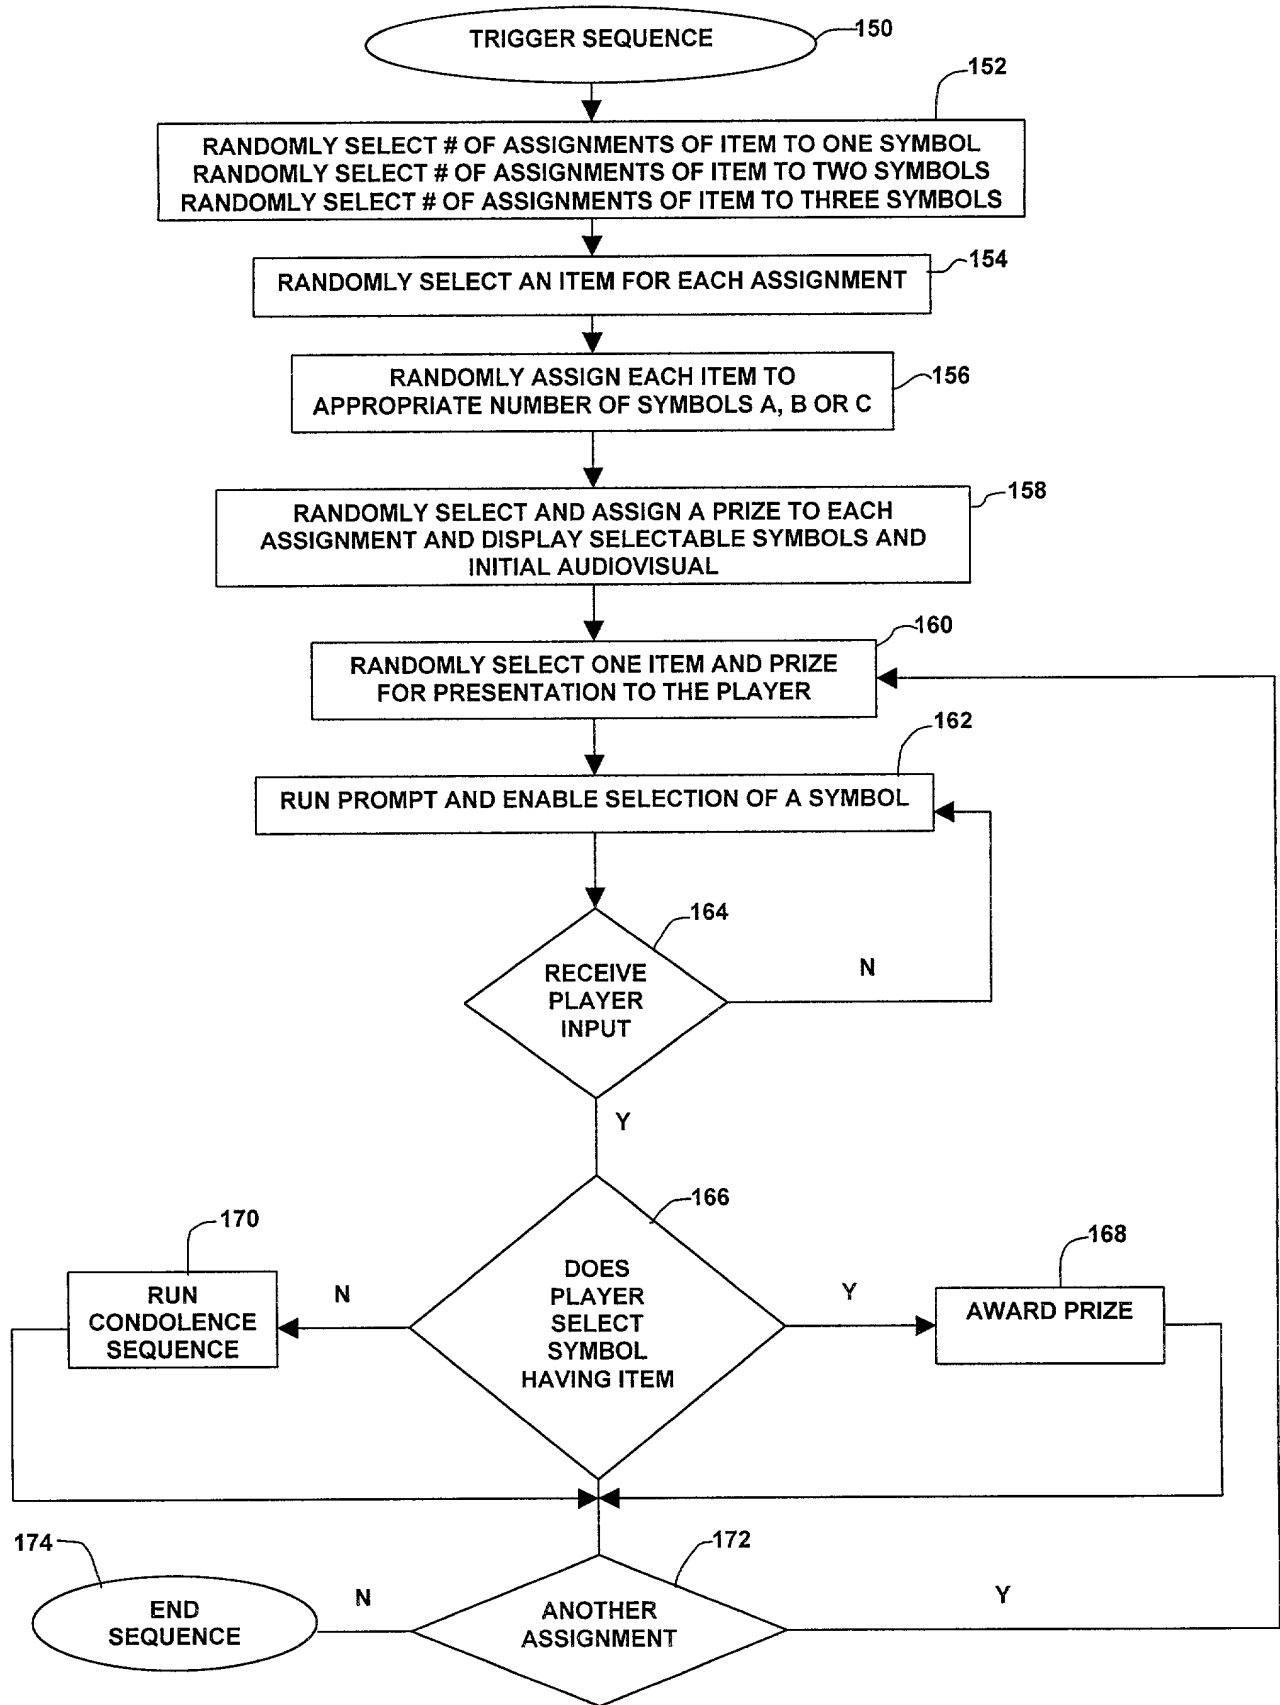 TRIGGER SEQUENCE
150
152
RANDOMLY SELECT # OF ASSIGNMENTS OF ITEM TO ONE SYMBOL
RANDOMLY SELECT # OF ASSIGNMENTS OF ITEM TO TWO SYMBOLS
RANDOMLY SELECT # OF ASSIGNMENTS OF ITEM TO THREE SYMBOLS
154
RANDOMLY SELECT AN ITEM FOR EACH ASSIGNMENT
156
RANDOMLY ASSIGN EACH ITEM TO
APPROPRIATE NUMBER OF SYMBOLS A, B OR C
158
RANDOMLY SELECT AND ASSIGN A PRIZE TO EACH
ASSIGNMENT AND DISPLAY SELECTABLE SYMBOLS AND
INITIAL AUDIOVISUAL
160
RANDOMLY SELECT ONE ITEM AND PRIZE
FOR PRESENTATION TO THE PLAYER
162
RUN PROMPT AND ENABLE SELECTION OF A SYMBOL
164
RECEIVE
PLAYER
INPUT
N
Y
166
170
168
DOES
PLAYER
SELECT
SYMBOL
HAVING ITEM
N
Y
RUN
CONDOLENCE
SEQUENCE
AWARD PRIZE
174
172
END
SEQUENCE
N
ANOTHER
ASSIGNMENT
Y